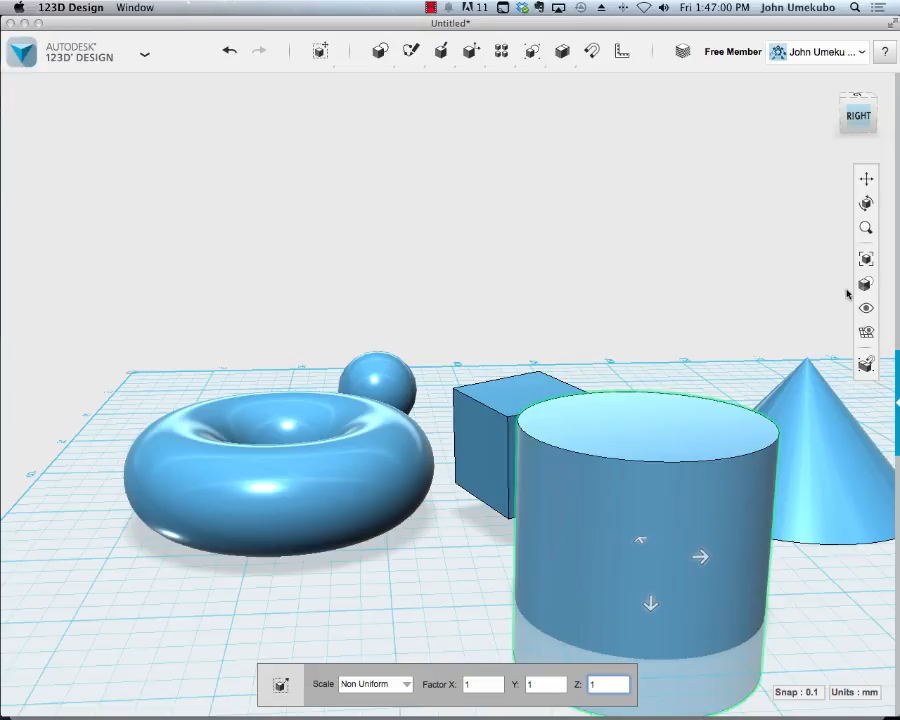 123D Design Window
11 Fri 1:47:00 PM John Umekubo
Untitled*
AUTODESK®
123D® DESIGN
Free Member John Umeku ... ?
RIGHT
Scale Non Uniform Factor X: 1 Y: 1 Z: 1
Snap : 0.1 Units : mm